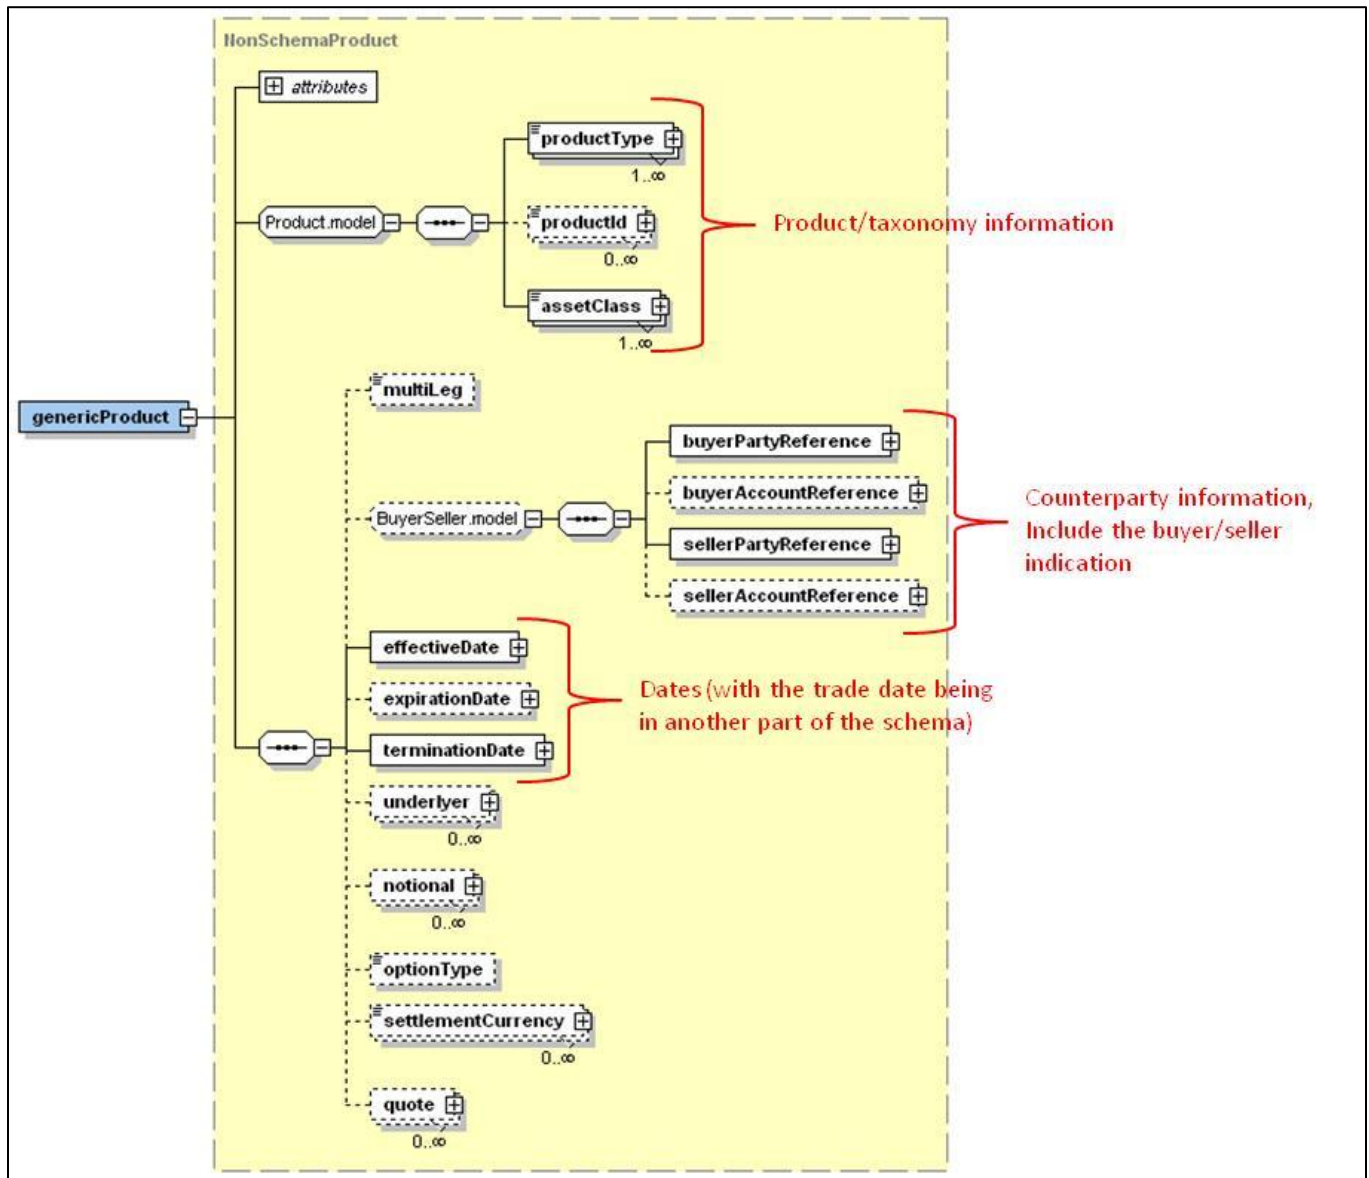 NonSchemaProduct
attributes
productType
1..∞
Product.model
productId
0..∞
Product/taxonomy information
assetClass
1..∞
multiLeg
genericProduct
buyerPartyReference
buyerAccountReference
BuyerSeller.model
sellerPartyReference
sellerAccountReference
Counterparty information,
Include the buyer/seller
indication
effectiveDate
expirationDate
terminationDate
Dates (with the trade date being
in another part of the schema)
underlyer
0..∞
notional
0..∞
optionType
settlementCurrency
0..∞
quote
0..∞